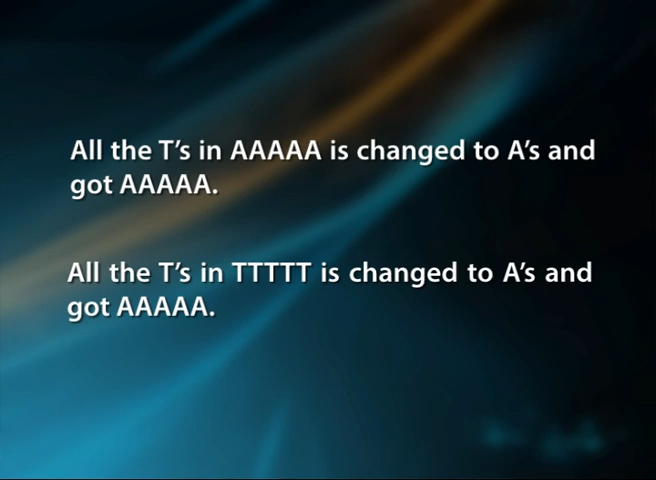 All the T's in AAAAA is changed to A's and
got AAAAA.
All the T's in TTTTT is changed to A's and
got AAAAA.